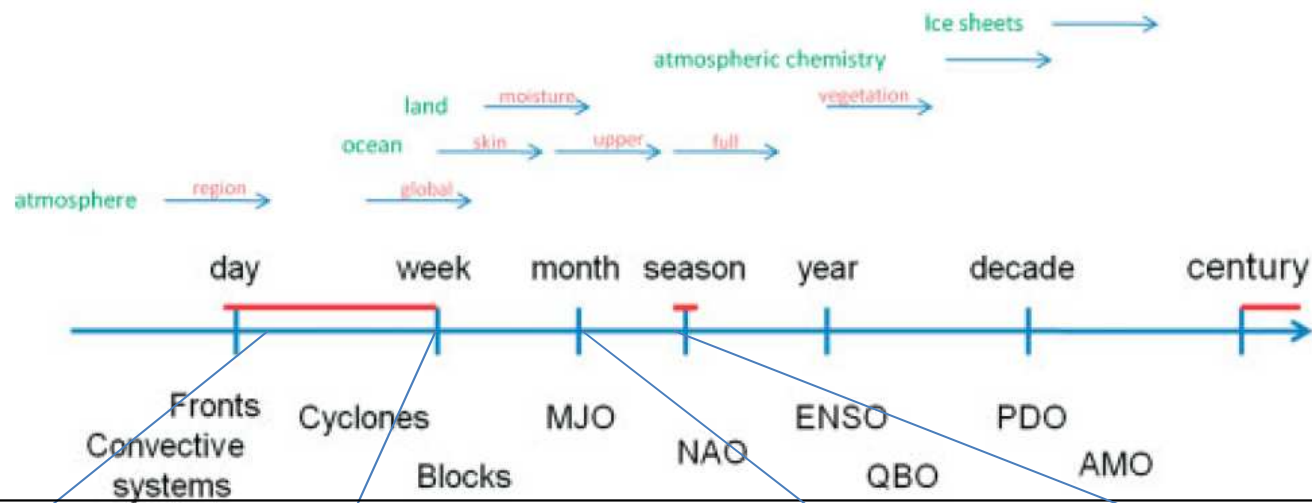 Ice sheets
atmospheric chemistry
land moisture vegetation
ocean skin upper full
atmosphere region global
day week month season year decade century
Fronts Cyclones MJO ENSO PDO
Convective NAO AMO
systems Blocks QBO